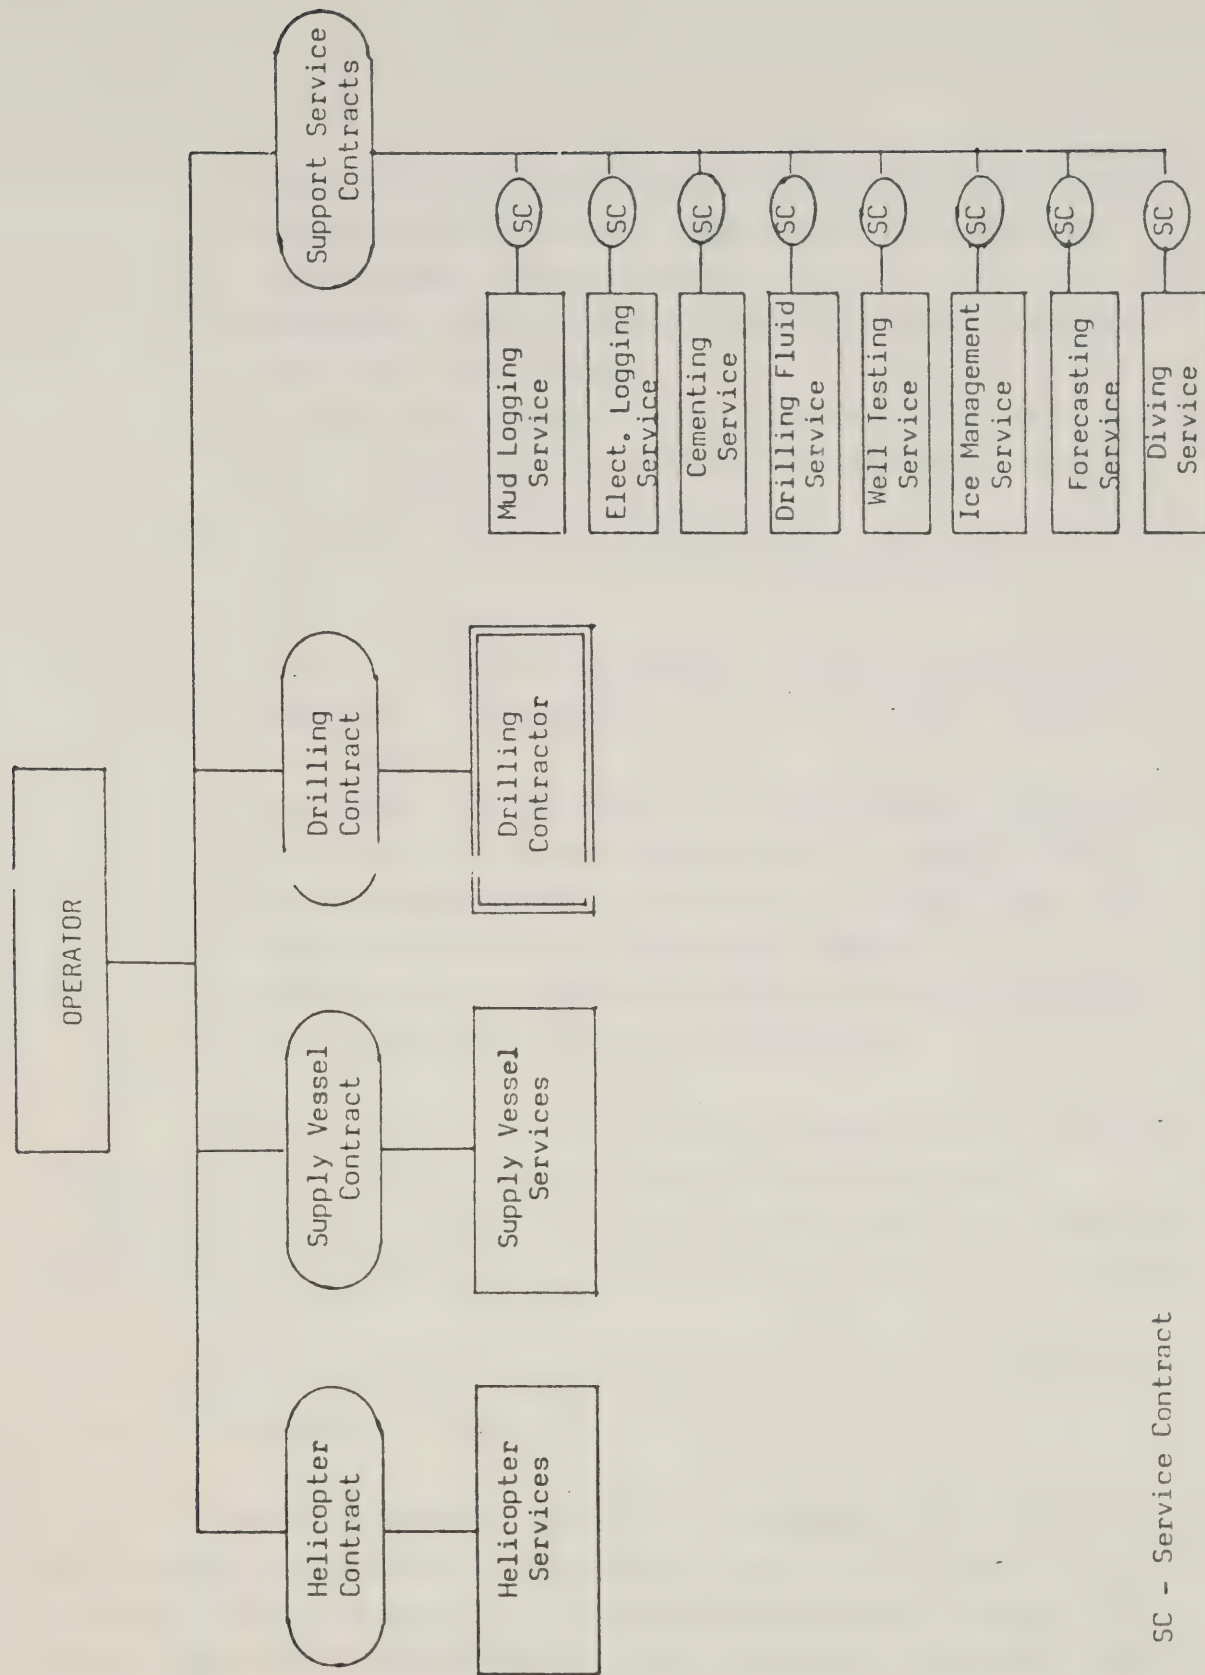 OPERATOR
Helicopter
Contract
Supply Vessel
Contract
Drilling
Contract
Support Service
Contracts
Helicopter
Services
Supply Vessel
Services
Drilling
Contractor
Mud Logging
Service
SC
Elect. Logging
Service
SC
Cementing
Service
SC
Drilling Fluid
Service
SC
Well Testing
Service
SC
Ice Management
Service
SC
Forecasting
Service
SC
Diving
Service
SC
SC - Service Contract